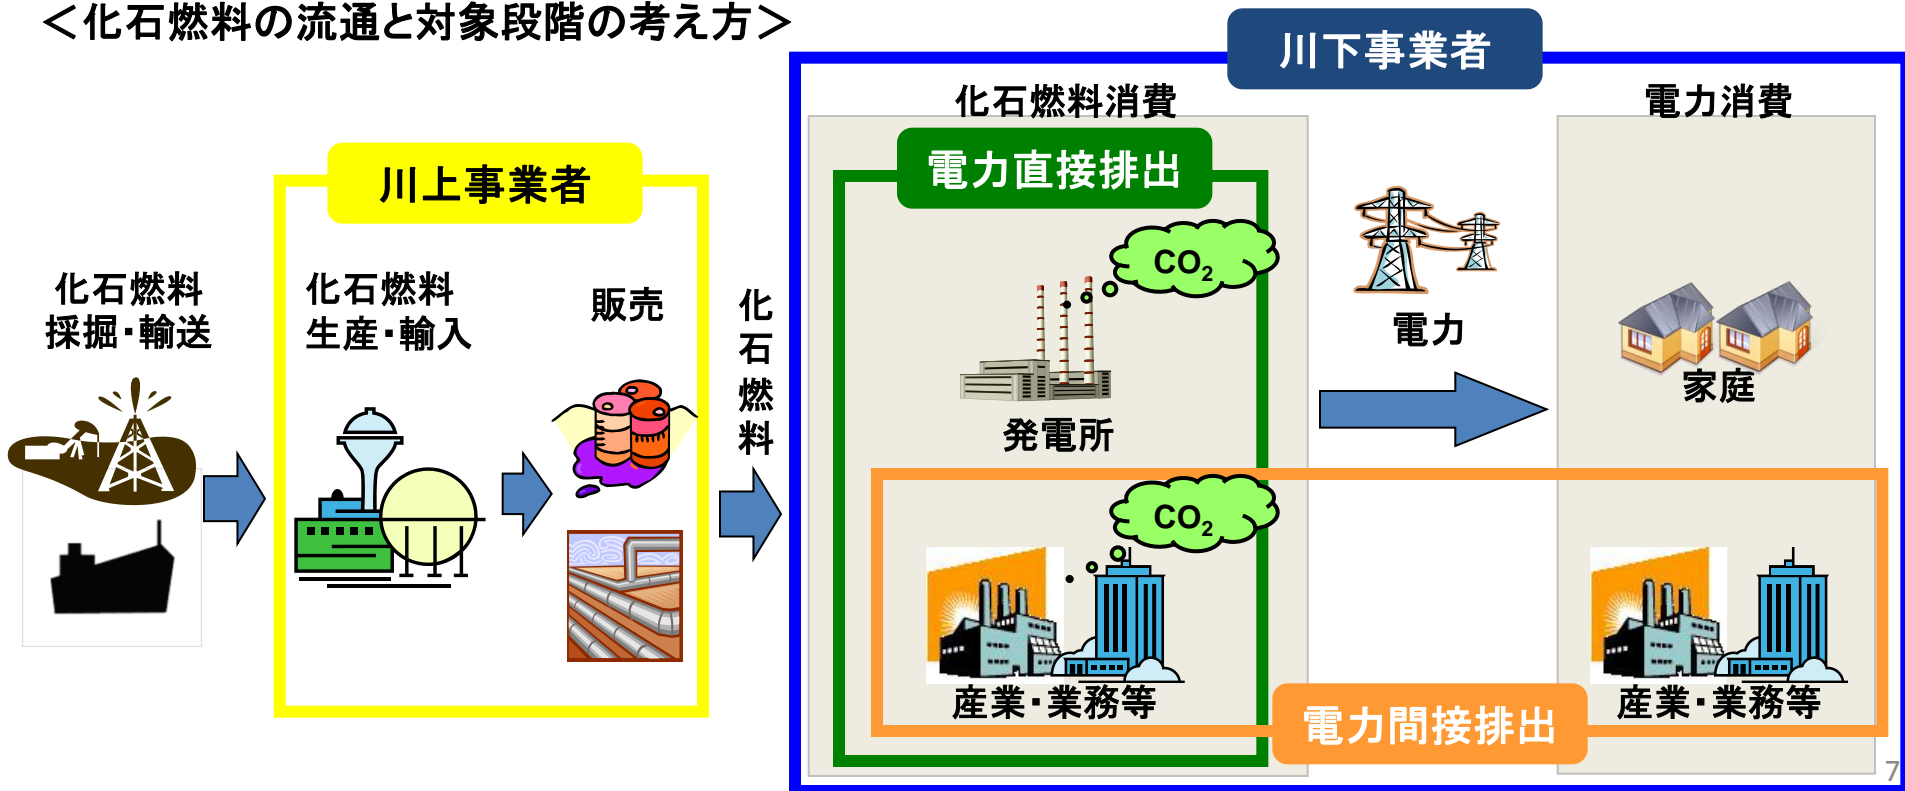 ＜化石燃料の流通と対象段階の考え方＞
川下事業者
化石燃料消費
電力消費
川上事業者
電力直接排出
CO₂
化石燃料
採掘・輸送
化石燃料
生産・輸入
販売
化石燃料
電力
家庭
発電所
CO₂
産業・業務等
産業・業務等
電力間接排出
7